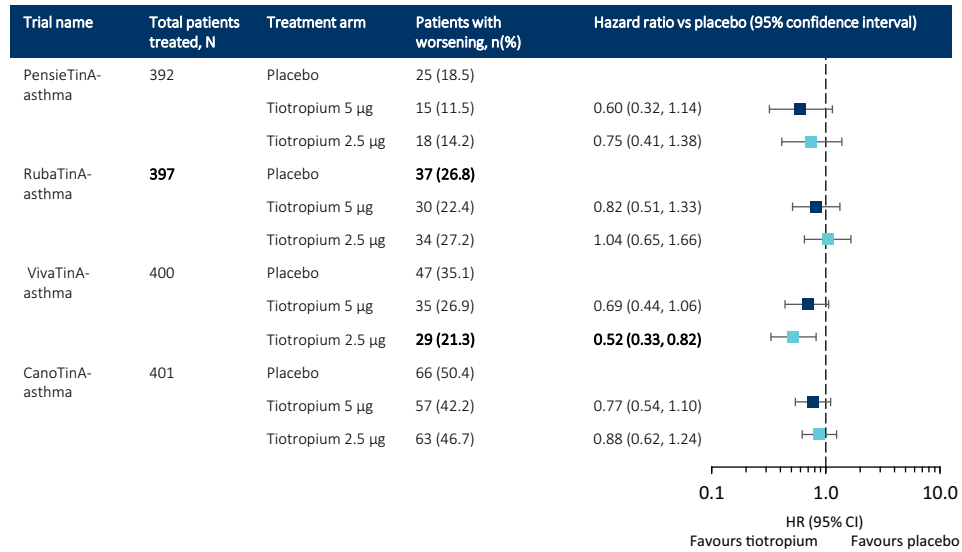 Trial name Total patients treated, N Treatment arm Patients with worsening, n(%) Hazard ratio vs placebo (95% confidence interval)
PensieTinA-asthma 392 Placebo 25 (18.5)
Tiotropium 5 µg 15 (11.5) 0.60 (0.32, 1.14)
Tiotropium 2.5 µg 18 (14.2) 0.75 (0.41, 1.38)
RubaTinA-asthma 397 Placebo 37 (26.8)
Tiotropium 5 µg 30 (22.4) 0.82 (0.51, 1.33)
Tiotropium 2.5 µg 34 (27.2) 1.04 (0.65, 1.66)
VivaTinA-asthma 400 Placebo 47 (35.1)
Tiotropium 5 µg 35 (26.9) 0.69 (0.44, 1.06)
Tiotropium 2.5 µg 29 (21.3) 0.52 (0.33, 0.82)
CanoTinA-asthma 401 Placebo 66 (50.4)
Tiotropium 5 µg 57 (42.2) 0.77 (0.54, 1.10)
Tiotropium 2.5 µg 63 (46.7) 0.88 (0.62, 1.24)
0.1 1.0 10.0
HR (95% CI)
Favours tiotropium Favours placebo